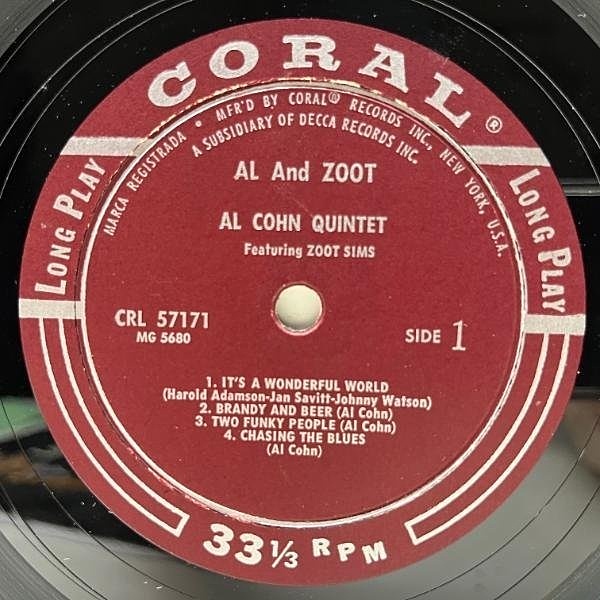 CORAL®
MARCA REGISTRADA • MFR'D BY CORAL® RECORDS INC., NEW YORK, U.S.A.
A SUBSIDIARY OF DECCA RECORDS INC.
LONG PLAY
LONG PLAY
AL And ZOOT
AL COHN QUINTET
Featuring ZOOT SIMS
CRL 57171
MG 5680
SIDE 1
1. IT'S A WONDERFUL WORLD
(Harold Adamson-Jan Savitt-Johnny Watson)
2. BRANDY AND BEER (Al Cohn)
3. TWO FUNKY PEOPLE (Al Cohn)
4. CHASING THE BLUES
(Al Cohn)
33 1/3 RPM